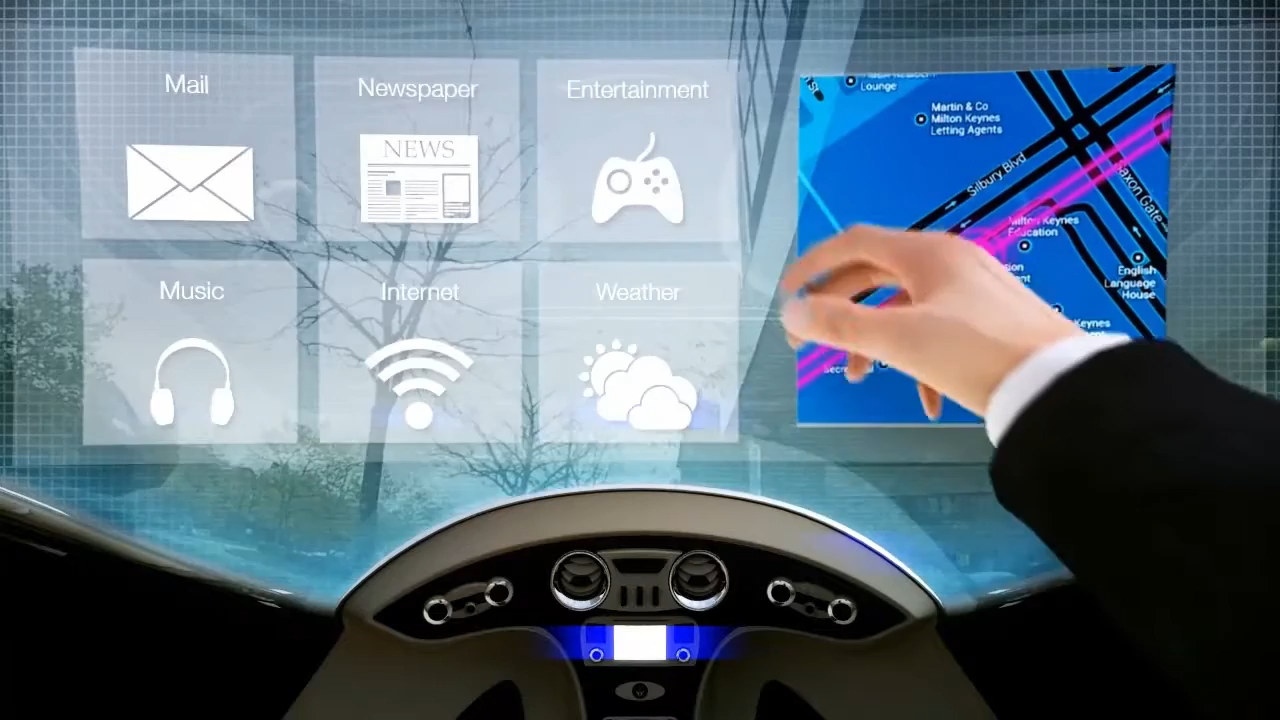 Mail
Newspaper
Entertainment
NEWS
Music
Internet
Weather
Lounge
Martin & Co
Milton Keynes
Letting Agents
Silbury Blvd
Saxon Gate
Milton Keynes
Education
English
Language
House
Keynes